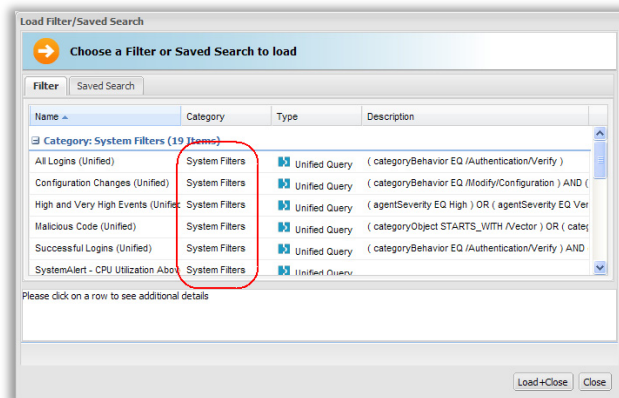 Load Filter/Saved Search
Choose a Filter or Saved Search to load
Filter Saved Search
Name Category Type Description
Category: System Filters (19 Items)
All Logins (Unified) System Filters Unified Query ( categoryBehavior EQ /Authentication/Verify )
Configuration Changes (Unified) System Filters Unified Query ( categoryBehavior EQ /Modify/Configuration ) AND (
High and Very High Events (Unified System Filters Unified Query ( agentSeverity EQ High ) OR ( agentSeverity EQ Ver
Malicious Code (Unified) System Filters Unified Query ( categoryObject STARTS_WITH /Vector ) OR ( categ
Successful Logins (Unified) System Filters Unified Query ( categoryBehavior EQ /Authentication/Verify ) AND
SystemAlert - CPU Utilization Abov System Filters Unified Query
Please click on a row to see additional details
Load+Close Close